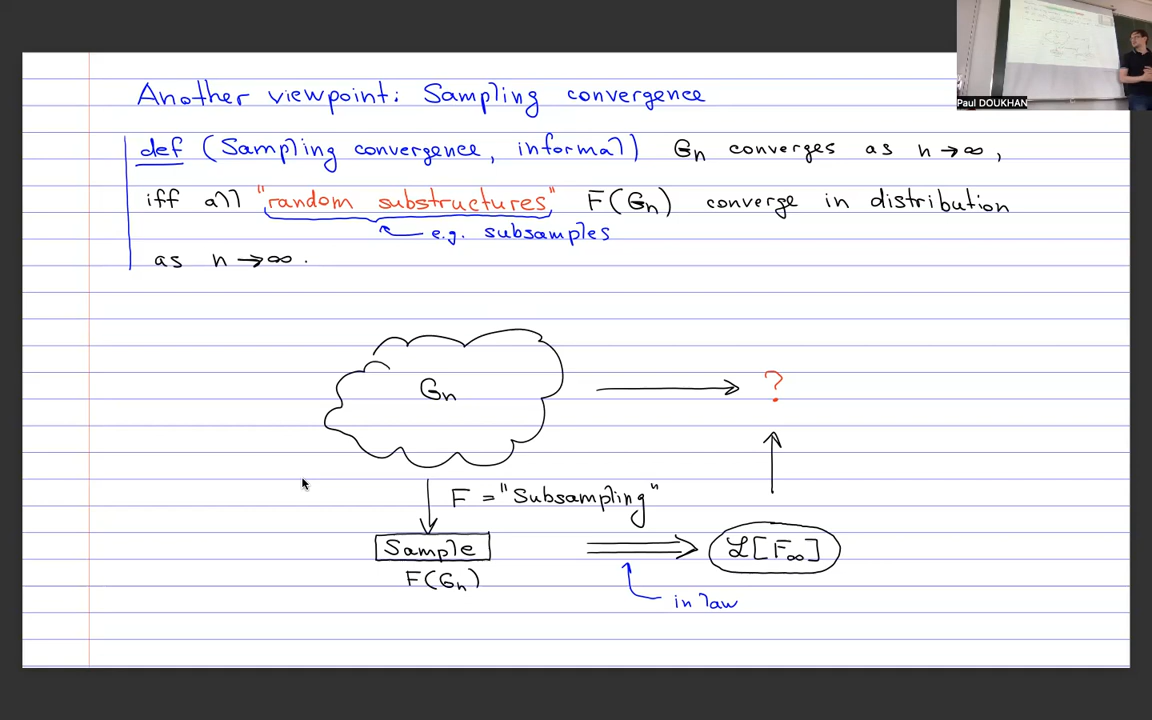 Another viewpoint: Sampling convergence
Paul DOUKHAN
def (Sampling convergence, informal) Gn converges as n→∞,
iff all "random substructures" F(Gn) converge in distribution
e.g. subsamples
as n→∞.
Gn
?
F = "Subsampling"
Sample
ℒ[F∞]
F(Gn)
in law